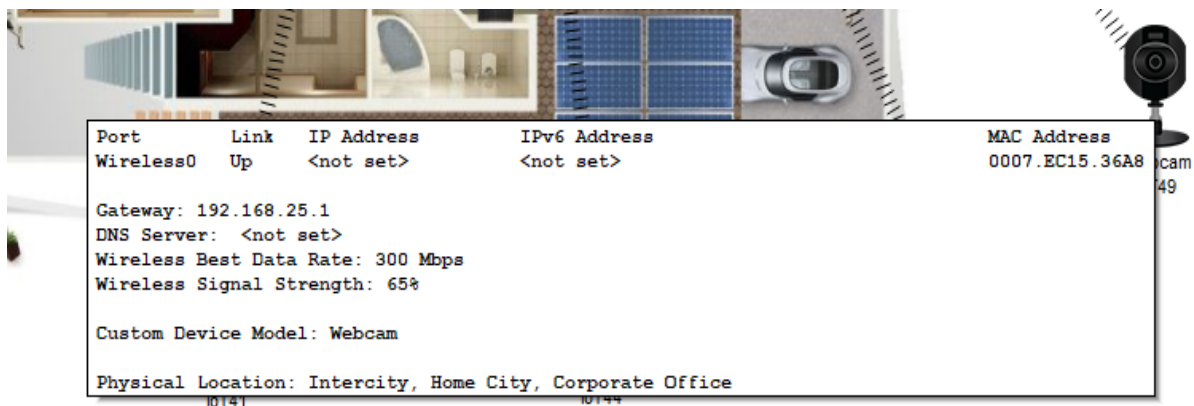 Port Link IP Address IPv6 Address MAC Address
Wireless0 Up <not set> <not set> 0007.EC15.36A8
Gateway: 192.168.25.1
DNS Server: <not set>
Wireless Best Data Rate: 300 Mbps
Wireless Signal Strength: 65%
Custom Device Model: Webcam
Physical Location: Intercity, Home City, Corporate Office